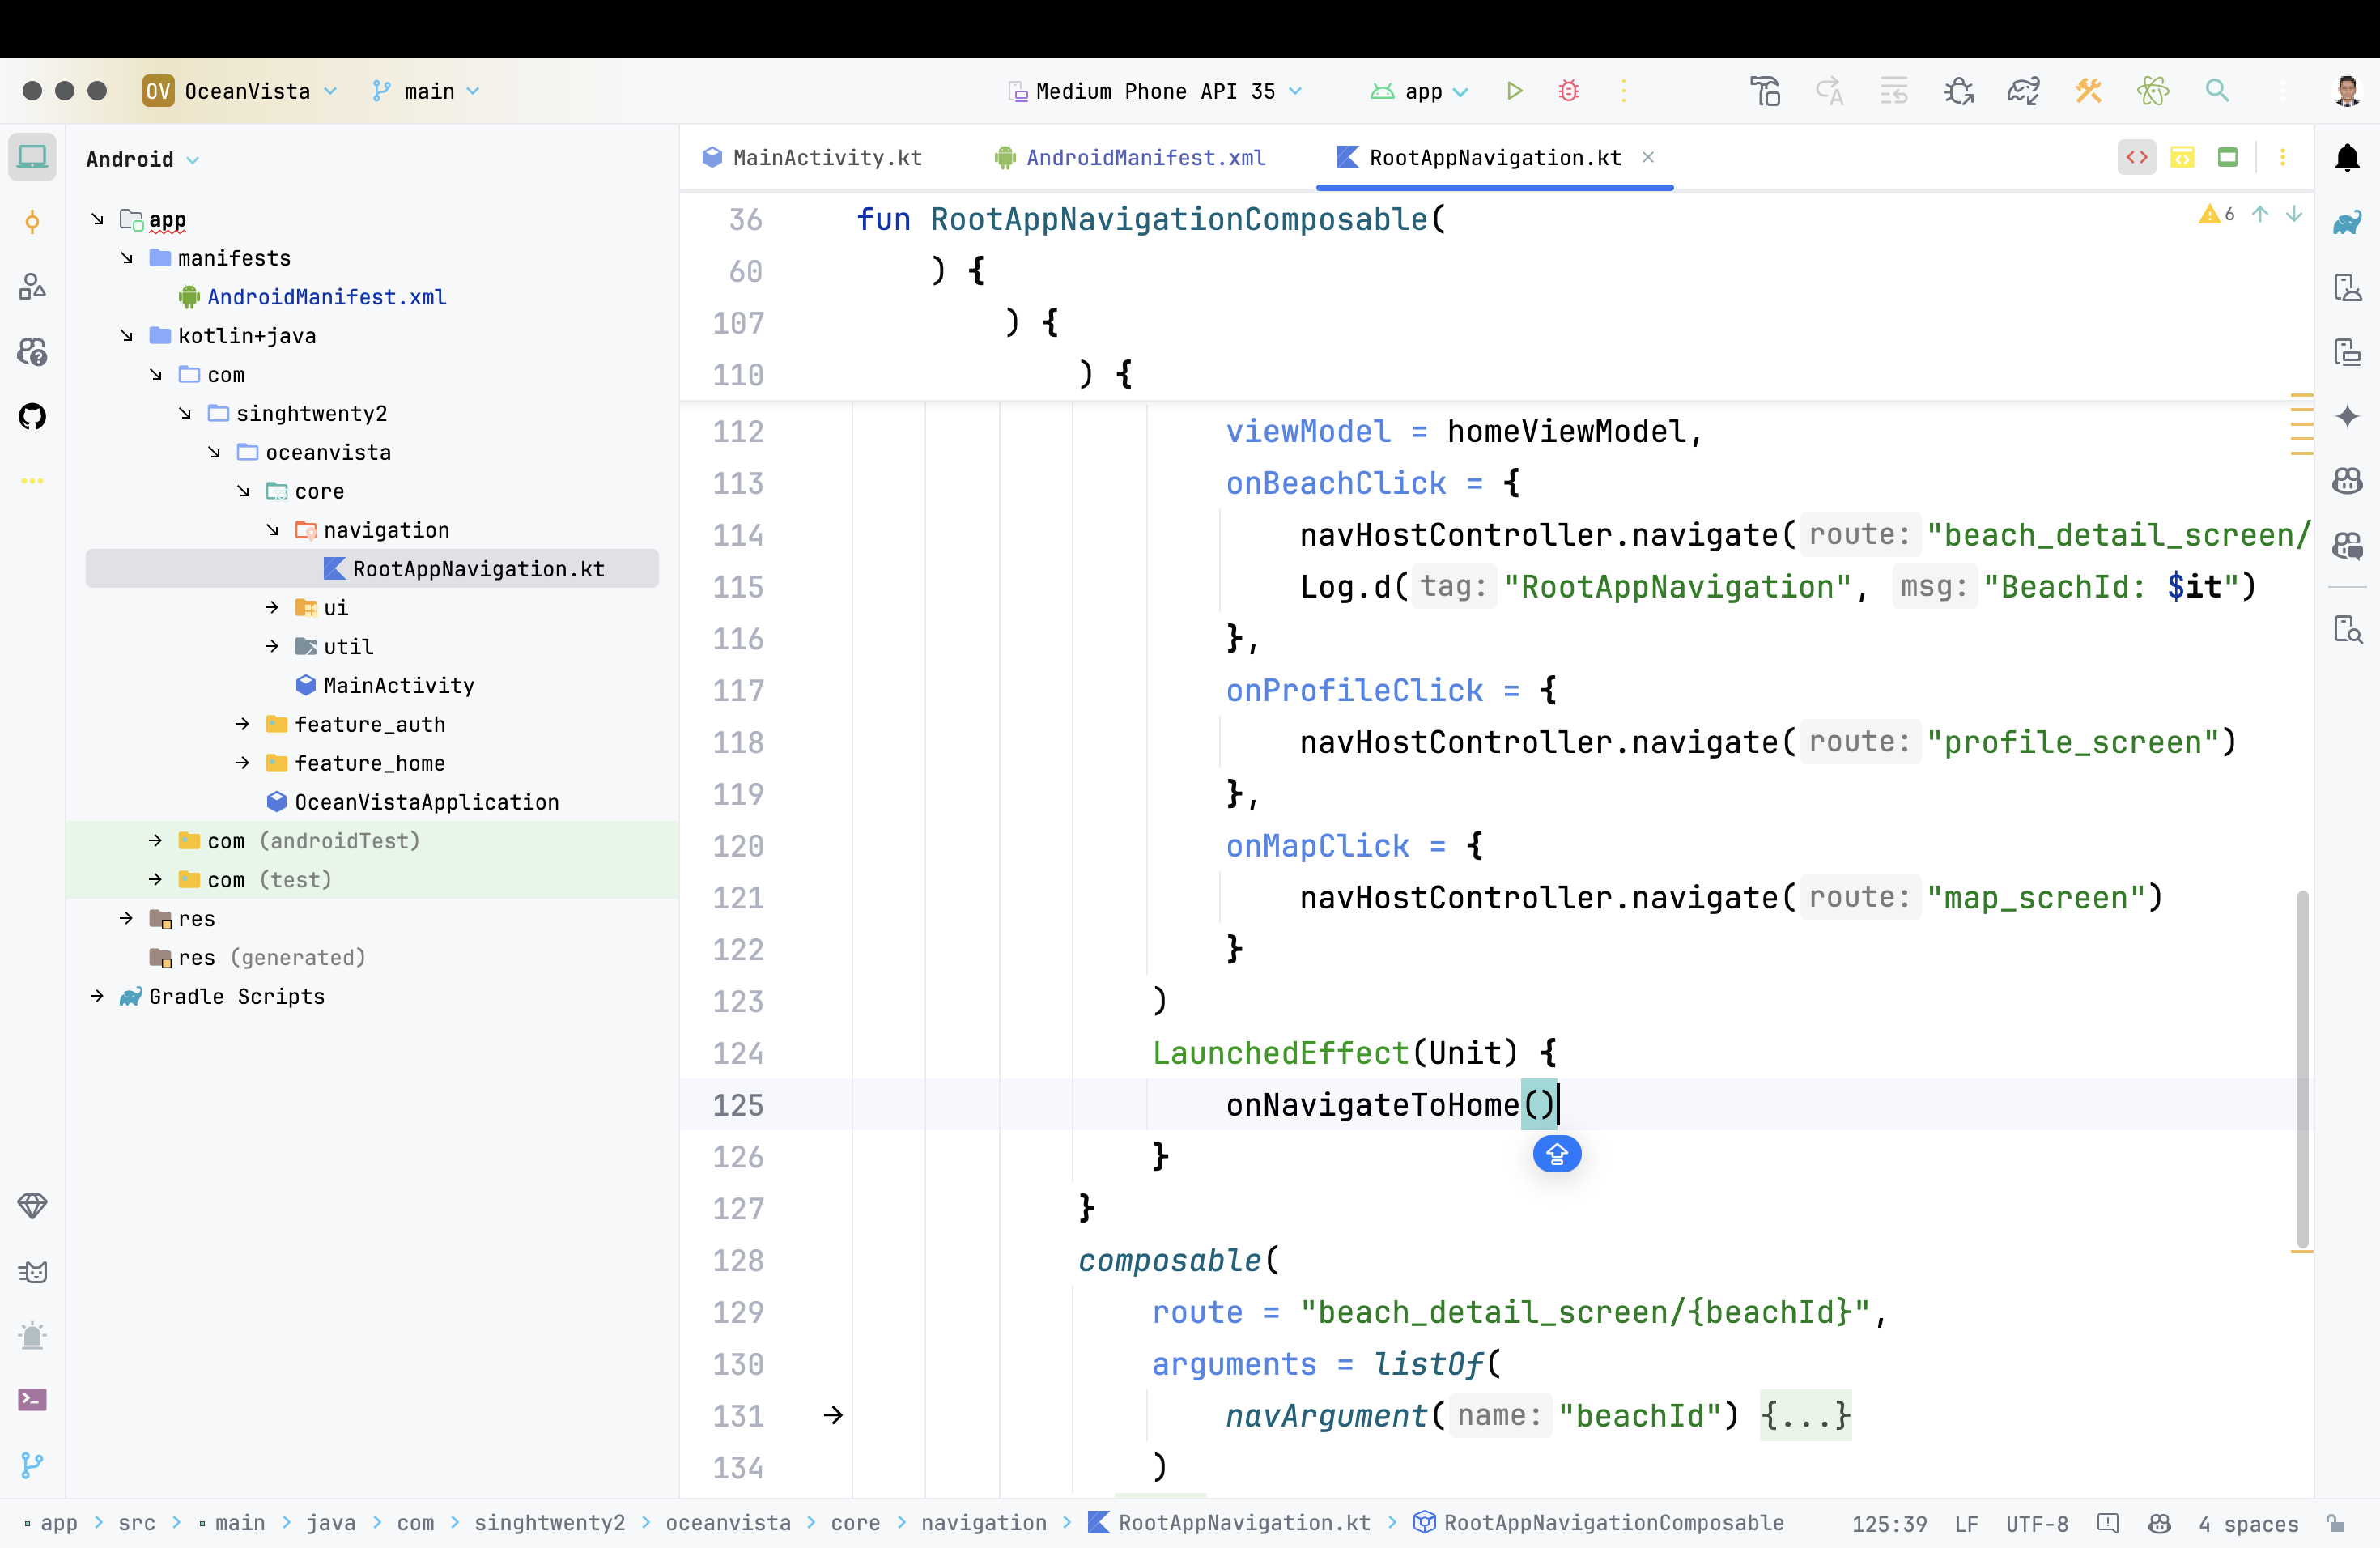 OV OceanVista main Medium Phone API 35 app
Android
app
manifests
AndroidManifest.xml
kotlin+java
com
singhtwenty2
oceanvista
core
navigation
RootAppNavigation.kt
ui
util
MainActivity
feature_auth
feature_home
OceanVistaApplication
com (androidTest)
com (test)
res
res (generated)
Gradle Scripts
MainActivity.kt AndroidManifest.xml RootAppNavigation.kt
6
36 fun RootAppNavigationComposable(
60 ) {
107 ) {
110 ) {
112 viewModel = homeViewModel,
113 onBeachClick = {
114 navHostController.navigate( route: "beach_detail_screen/
115 Log.d( tag: "RootAppNavigation", msg: "BeachId: $it")
116 },
117 onProfileClick = {
118 navHostController.navigate( route: "profile_screen")
119 },
120 onMapClick = {
121 navHostController.navigate( route: "map_screen")
122 }
123 )
124 LaunchedEffect(Unit) {
125 onNavigateToHome()
126 }
127 }
128 composable(
129 route = "beach_detail_screen/{beachId}",
130 arguments = listOf(
131 navArgument( name: "beachId") {...}
134 )
app > src > main > java > com > singhtwenty2 > oceanvista > core > navigation > RootAppNavigation.kt > RootAppNavigationComposable 125:39 LF UTF-8 4 spaces